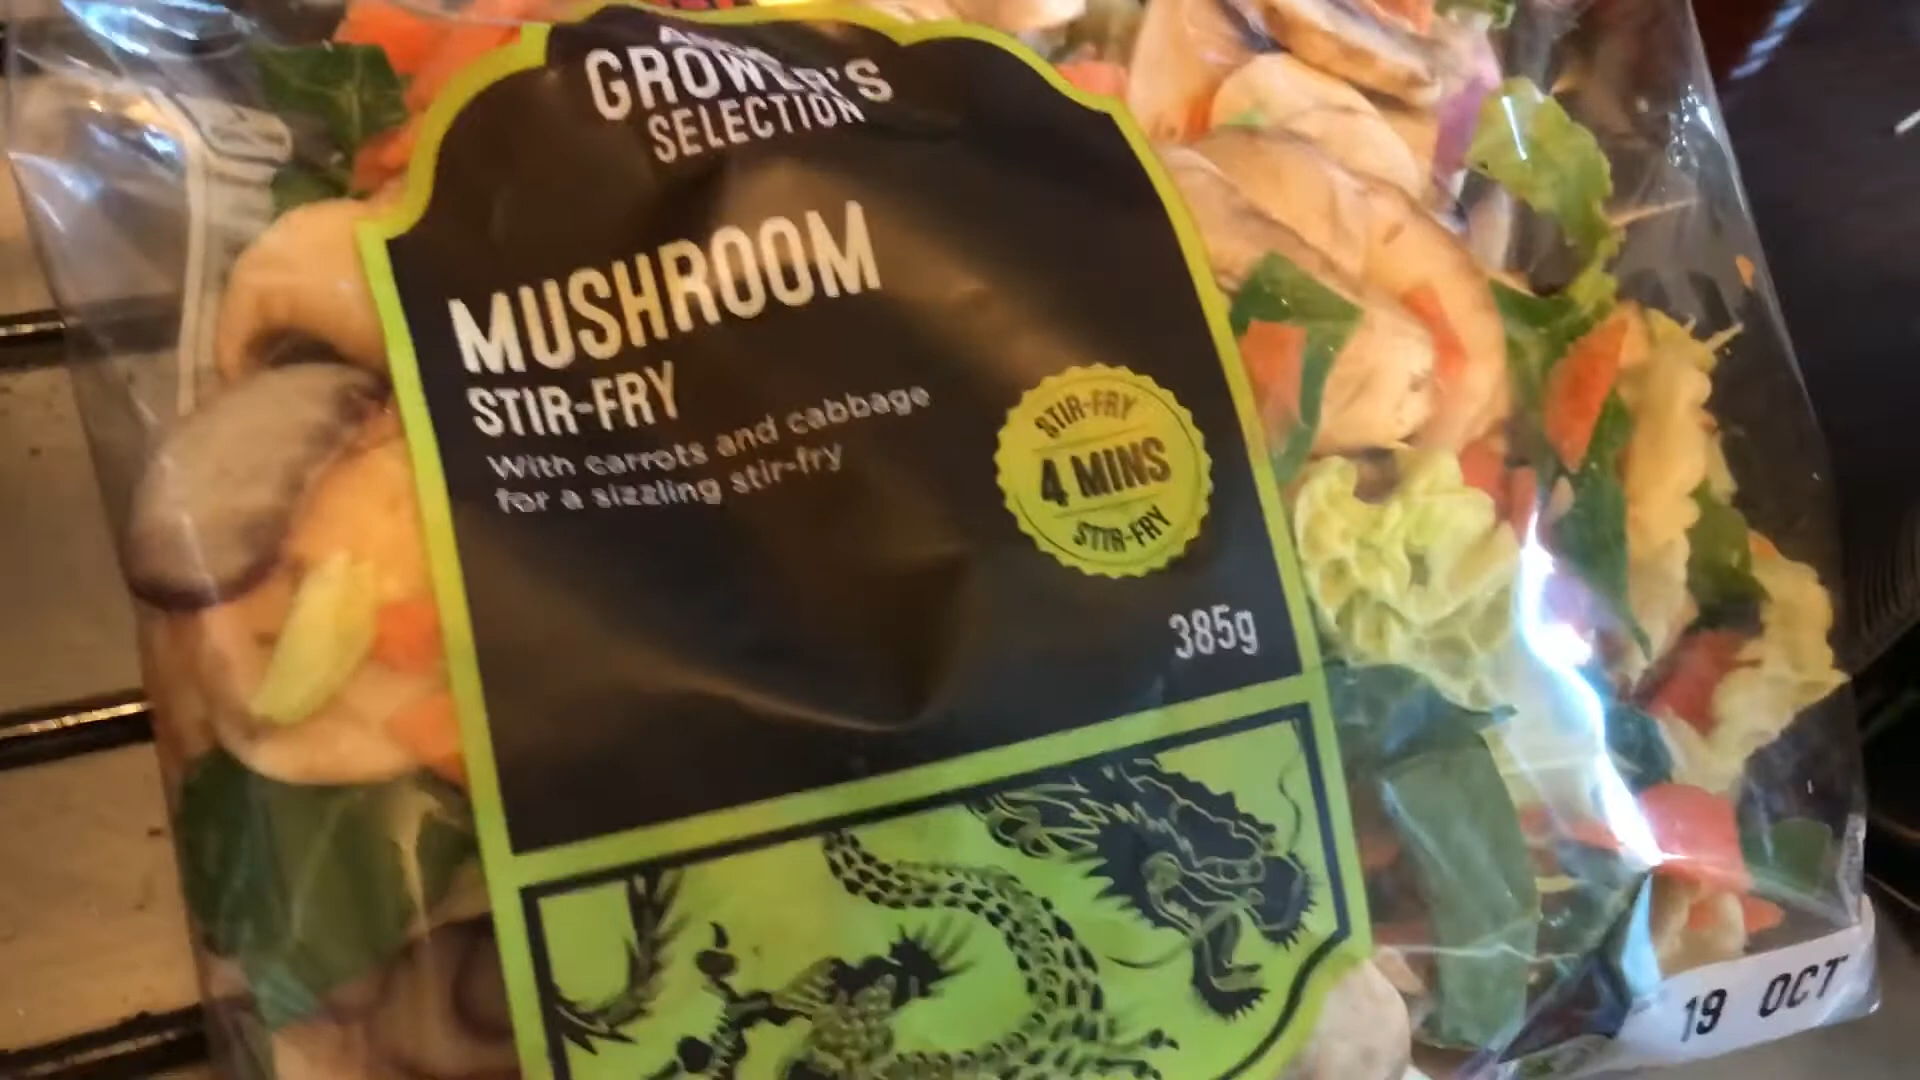 GROWER'S
SELECTION
MUSHROOM
STIR-FRY
With carrots and cabbage
for a sizzling stir-fry
STIR-FRY
4 MINS
STIR-FRY
385g
19 OCT